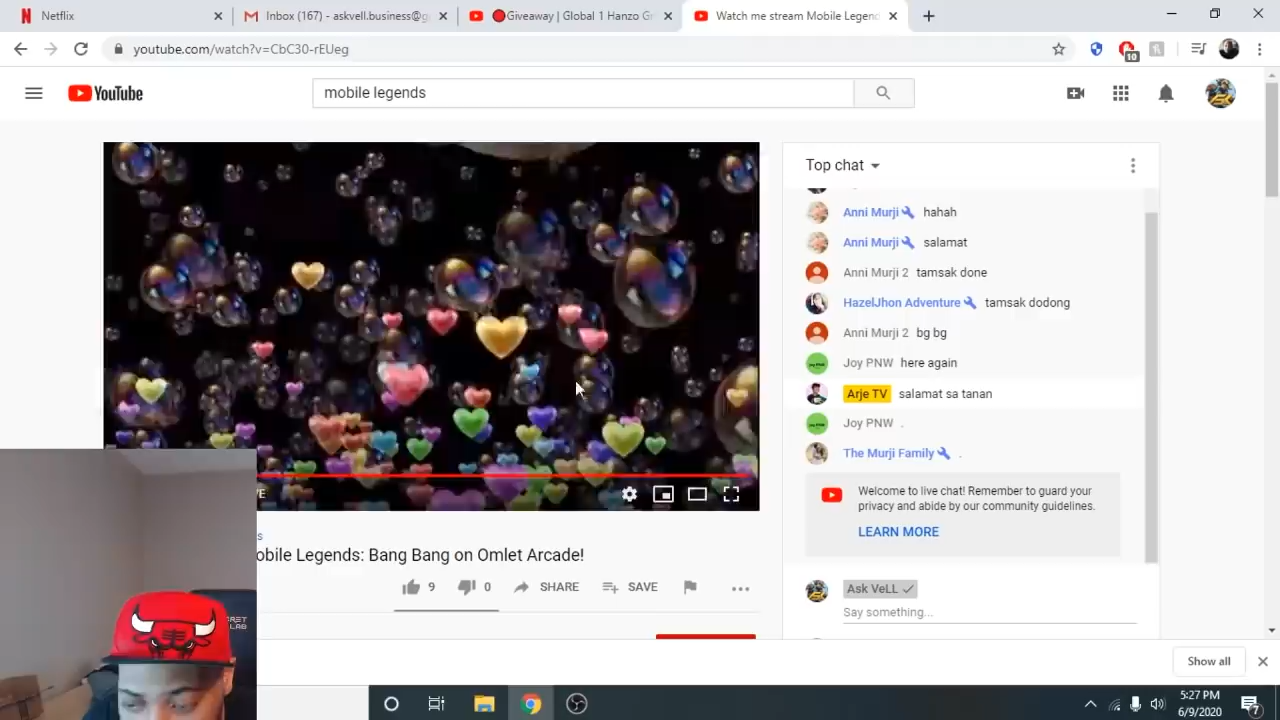 Netflix
Inbox (167) - askvell.business@g
🔴Giveaway | Global 1 Hanzo Gr
Watch me stream Mobile Legend
youtube.com/watch?v=CbC30-rEUeg
10
YouTube
mobile legends
Top chat
Anni Murji hahah
Anni Murji salamat
Anni Murji 2 tamsak done
HazelJhon Adventure tamsak dodong
Anni Murji 2 bg bg
Joy PNW here again
Arje TV salamat sa tanan
Joy PNW .
The Murji Family .
Welcome to live chat! Remember to guard your
privacy and abide by our community guidelines.
LEARN MORE
Ask VeLL
Say something...
obile Legends: Bang Bang on Omlet Arcade!
9 0 SHARE SAVE
Show all
5:27 PM
6/9/2020
7